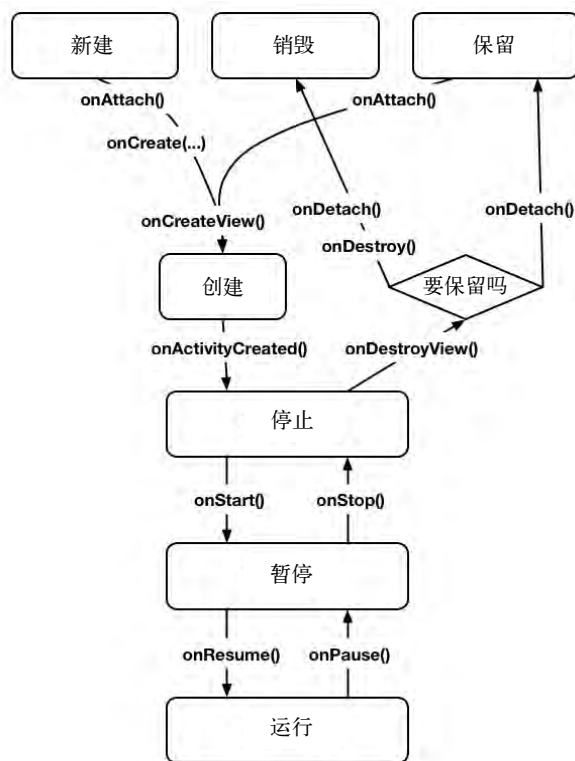 新建
销毁
保留
onAttach()
onAttach()
onCreate(...)
onCreateView()
onDetach()
onDetach()
onDestroy()
创建
要保留吗
onActivityCreated()
onDestroyView()
停止
onStart()
onStop()
暂停
onResume()
onPause()
运行